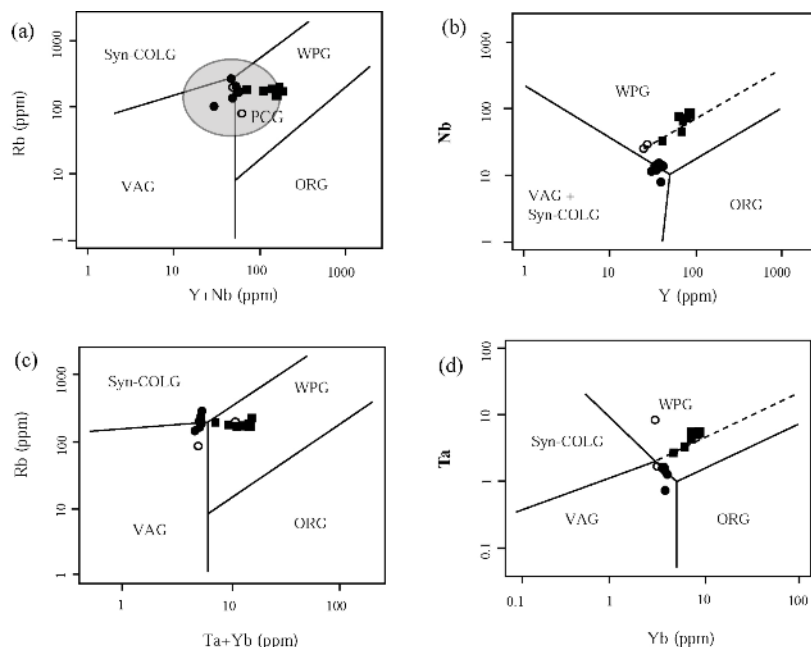 (a)
Syn-COLG
WPG
PCG
VAG
ORG
Rb (ppm)
1000
100
10
1
1
10
100
1000
Y+Nb (ppm)
(b)
WPG
VAG +
Syn-COLG
ORG
Nb
1000
100
10
1
1
10
100
1000
Y (ppm)
(c)
Syn-COLG
WPG
VAG
ORG
Rb (ppm)
1000
100
10
1
1
10
100
Ta+Yb (ppm)
(d)
WPG
Syn-COLG
VAG
ORG
Ta
100
10
1
0.1
0.1
1
10
100
Yb (ppm)